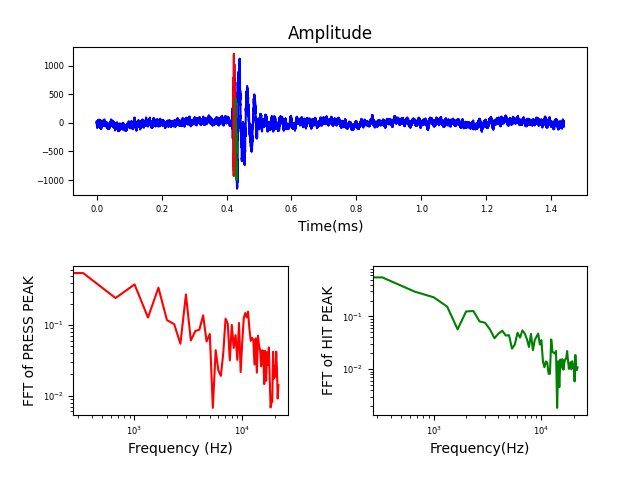 Amplitude
1000
500
0
−500
−1000
0.0 0.2 0.4 0.6 0.8 1.0 1.2 1.4
Time(ms)
FFT of PRESS PEAK
10⁻¹
10⁻²
10³ 10⁴
Frequency (Hz)
FFT of HIT PEAK
10⁻¹
10⁻²
10³ 10⁴
Frequency(Hz)